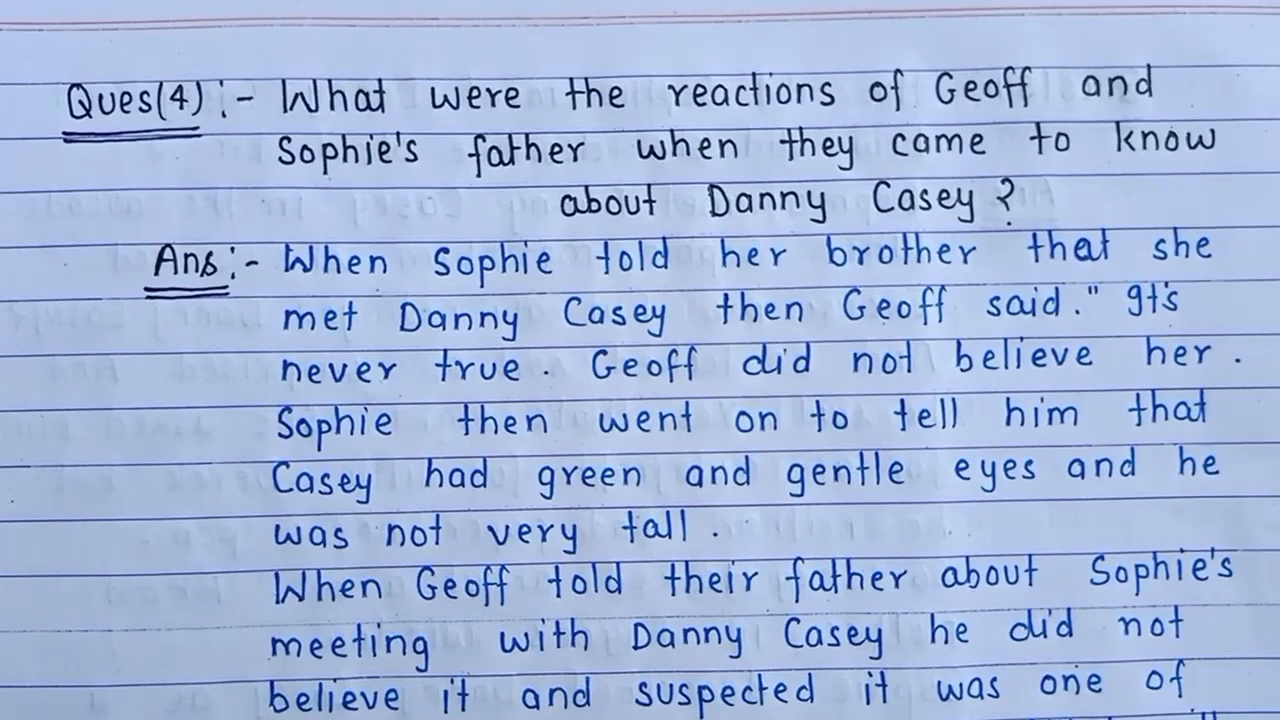 Ques(4):- What were the reactions of Geoff and
Sophie's father when they came to know
about Danny Casey?
Ans:- When Sophie told her brother that she
met Danny Casey then Geoff said." It's
never true. Geoff did not believe her.
Sophie then went on to tell him that
Casey had green and gentle eyes and he
was not very tall.
When Geoff told their father about Sophie's
meeting with Danny Casey he did not
believe it and suspected it was one of